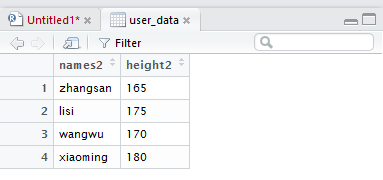 Untitled1* user_data
Filter
names2 height2
1 zhangsan 165
2 lisi 175
3 wangwu 170
4 xiaoming 180